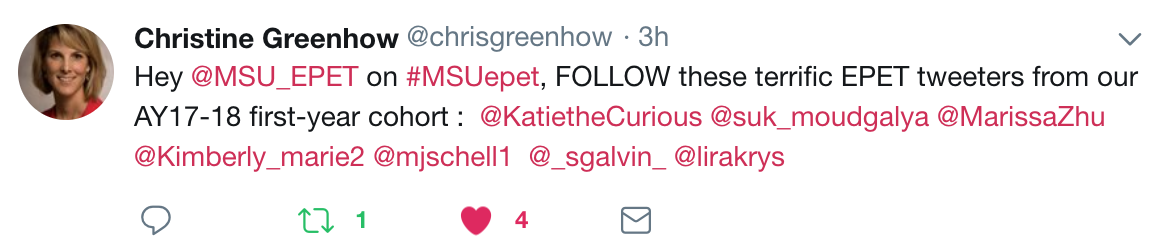 Christine Greenhow @chrisgreenhow · 3h
Hey @MSU_EPET on #MSUepet, FOLLOW these terrific EPET tweeters from our
AY17-18 first-year cohort : @KatietheCurious @suk_moudgalya @MarissaZhu
@Kimberly_marie2 @mjschell1 @_sgalvin_ @lirakrys
1 4